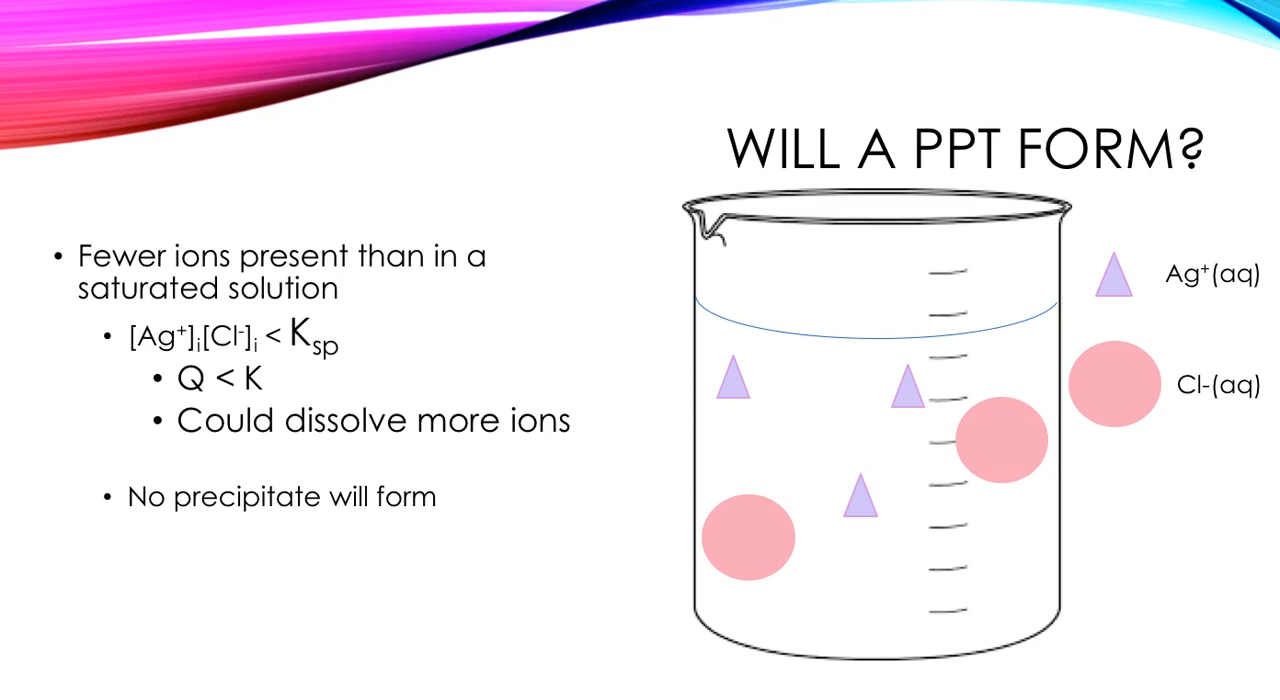 WILL A PPT FORM?
• Fewer ions present than in a
saturated solution
• [Ag⁺]ᵢ[Cl⁻]ᵢ < Kₛₚ
• Q < K
• Could dissolve more ions
• No precipitate will form
Ag⁺(aq)
Cl-(aq)